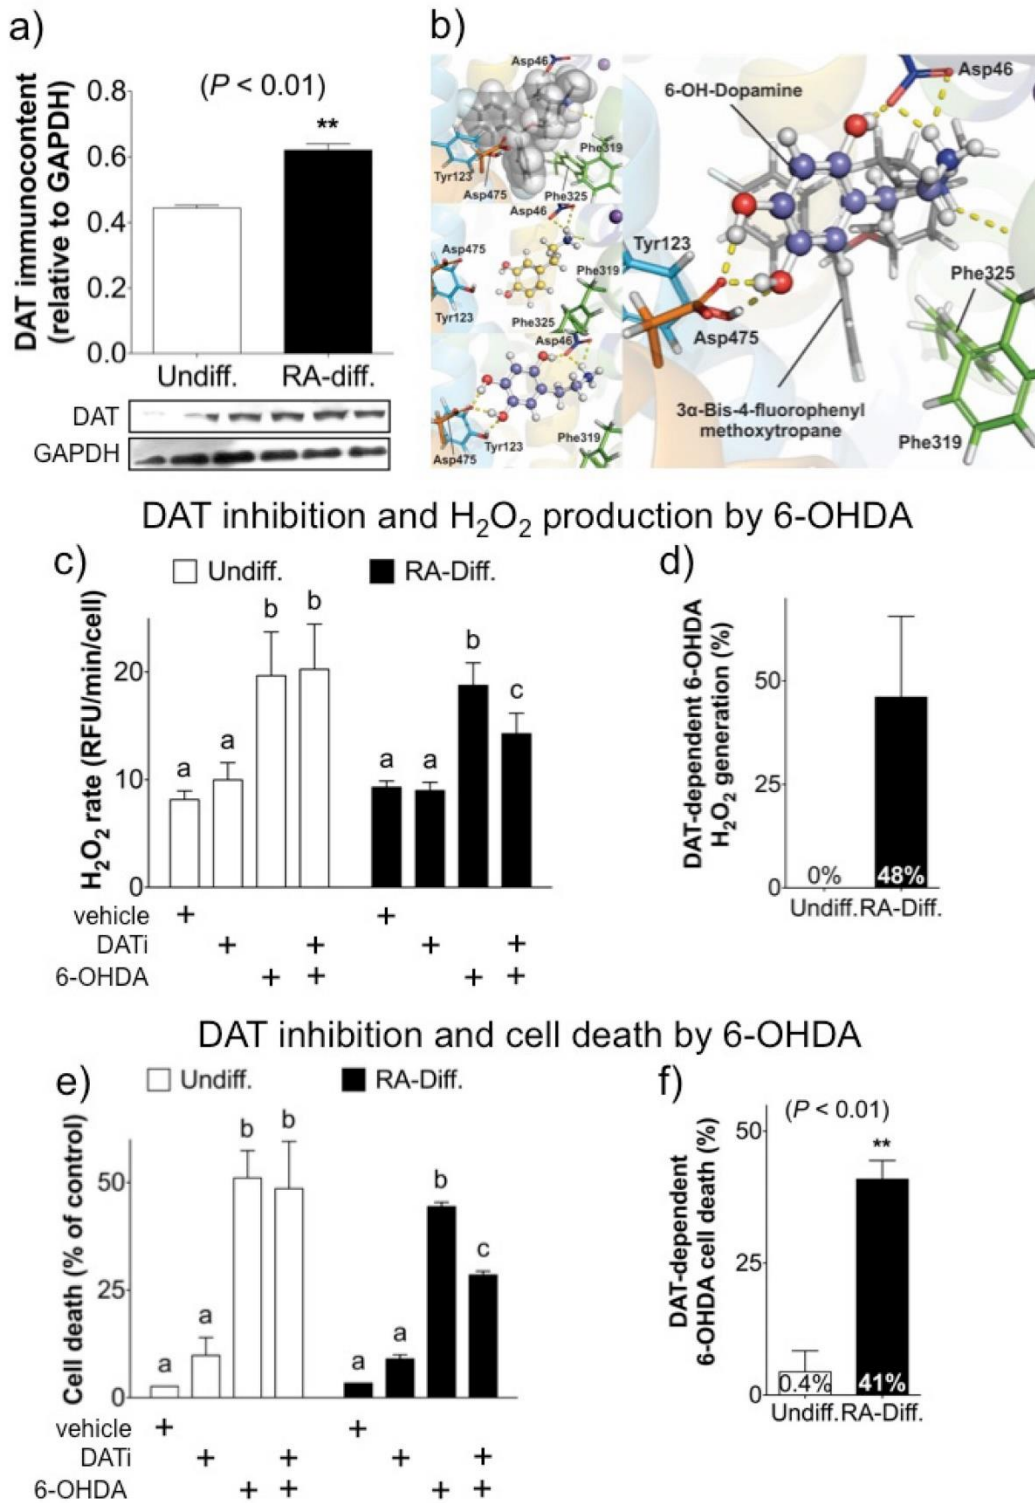 a)
DAT immunocontent
(relative to GAPDH)
(P < 0.01)
**
0.8
0.6
0.4
0.2
0.0
Undiff.
RA-diff.
DAT
GAPDH
b)
Asp46
Tyr123
Asp475
Phe319
Phe325
Asp46
Asp475
Tyr123
Phe319
Phe325
Asp46
Asp475
Tyr123
Phe319
6-OH-Dopamine
Asp46
Tyr123
Asp475
Phe325
3α-Bis-4-fluorophenyl
methoxytropane
Phe319
DAT inhibition and H₂O₂ production by 6-OHDA
c)
Undiff.
RA-Diff.
H₂O₂ rate (RFU/min/cell)
20
10
0
a
a
b
b
a
a
b
c
vehicle + +
DATi + + + +
6-OHDA + + + +
d)
DAT-dependent 6-OHDA
H₂O₂ generation (%)
50
25
0
0%
48%
Undiff.
RA-Diff.
DAT inhibition and cell death by 6-OHDA
e)
Undiff.
RA-Diff.
Cell death (% of control)
50
25
0
a
a
b
b
a
a
b
c
vehicle + +
DATi + + + +
6-OHDA + + + +
f)
(P < 0.01)
**
DAT-dependent
6-OHDA cell death (%)
50
25
0
0.4%
41%
Undiff.
RA-Diff.